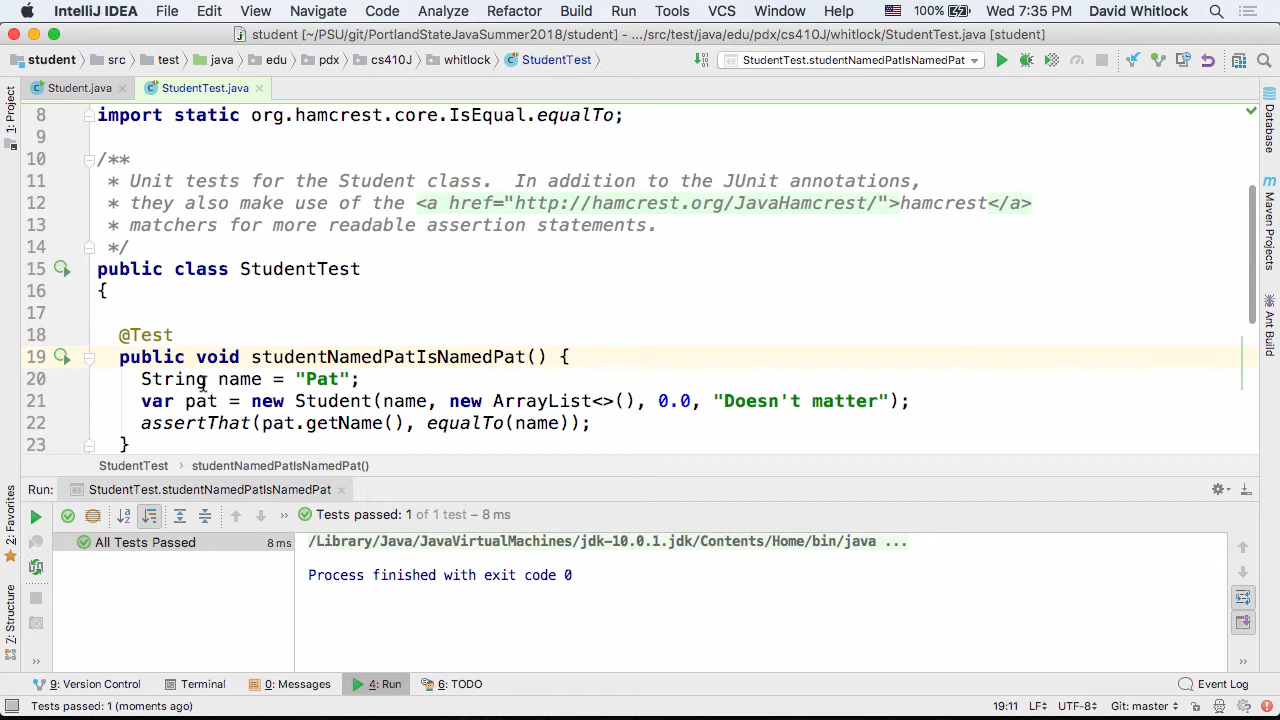 IntelliJ IDEA File Edit View Navigate Code Analyze Refactor Build Run Tools VCS Window Help 100% Wed 7:35 PM David Whitlock
student [~/PSU/git/PortlandStateJavaSummer2018/student] - .../src/test/java/edu/pdx/cs410J/whitlock/StudentTest.java [student]
student src test java edu pdx cs410J whitlock StudentTest StudentTest.studentNamedPatIsNamedPat
Student.java StudentTest.java
1: Project
8 import static org.hamcrest.core.IsEqual.equalTo;
9
10 /**
11 * Unit tests for the Student class.  In addition to the JUnit annotations,
12 * they also make use of the <a href="http://hamcrest.org/JavaHamcrest/">hamcrest</a>
13 * matchers for more readable assertion statements.
14 */
15 public class StudentTest
16 {
17
18 @Test
19 public void studentNamedPatIsNamedPat() {
20 String name = "Pat";
21 var pat = new Student(name, new ArrayList<>(), 0.0, "Doesn't matter");
22 assertThat(pat.getName(), equalTo(name));
23 }
Database
Maven Projects
Ant Build
StudentTest › studentNamedPatIsNamedPat()
Run: StudentTest.studentNamedPatIsNamedPat
Tests passed: 1 of 1 test – 8 ms
All Tests Passed 8 ms
/Library/Java/JavaVirtualMachines/jdk-10.0.1.jdk/Contents/Home/bin/java ...
Process finished with exit code 0
2: Favorites
7: Structure
9: Version Control Terminal 0: Messages 4: Run 6: TODO Event Log
Tests passed: 1 (moments ago) 19:11 LF UTF-8 Git: master